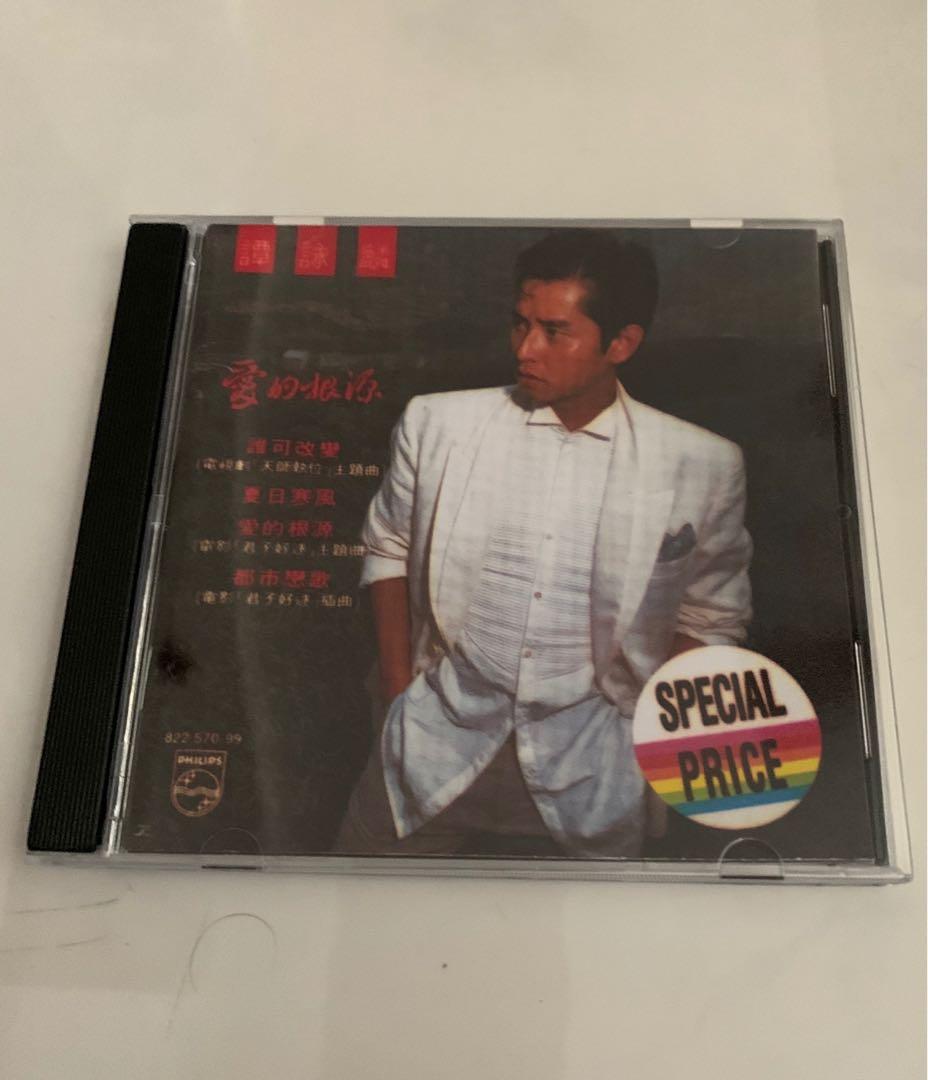 譚詠麟
愛的根源
誰可改變
(電視劇「天師執位」主題曲)
夏日寒風
愛的根源
(電影「君子好逑」主題曲)
都市戀歌
(電影「君子好逑」插曲)
SPECIAL
PRICE
822 570-99
PHILIPS